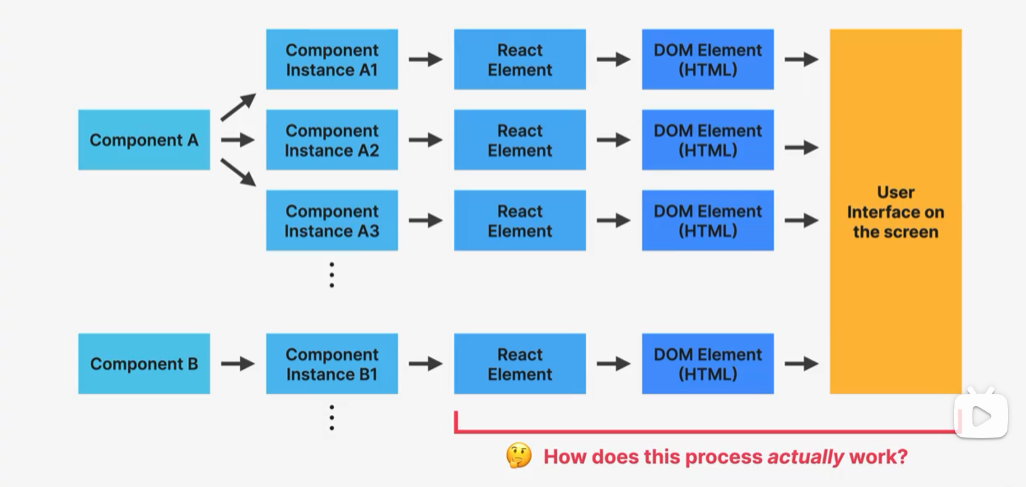 Component
Instance A1
React
Element
DOM Element
(HTML)
Component A
Component
Instance A2
React
Element
DOM Element
(HTML)
User
Interface on
the screen
Component
Instance A3
React
Element
DOM Element
(HTML)
Component B
Component
Instance B1
React
Element
DOM Element
(HTML)
🤔 How does this process actually work?